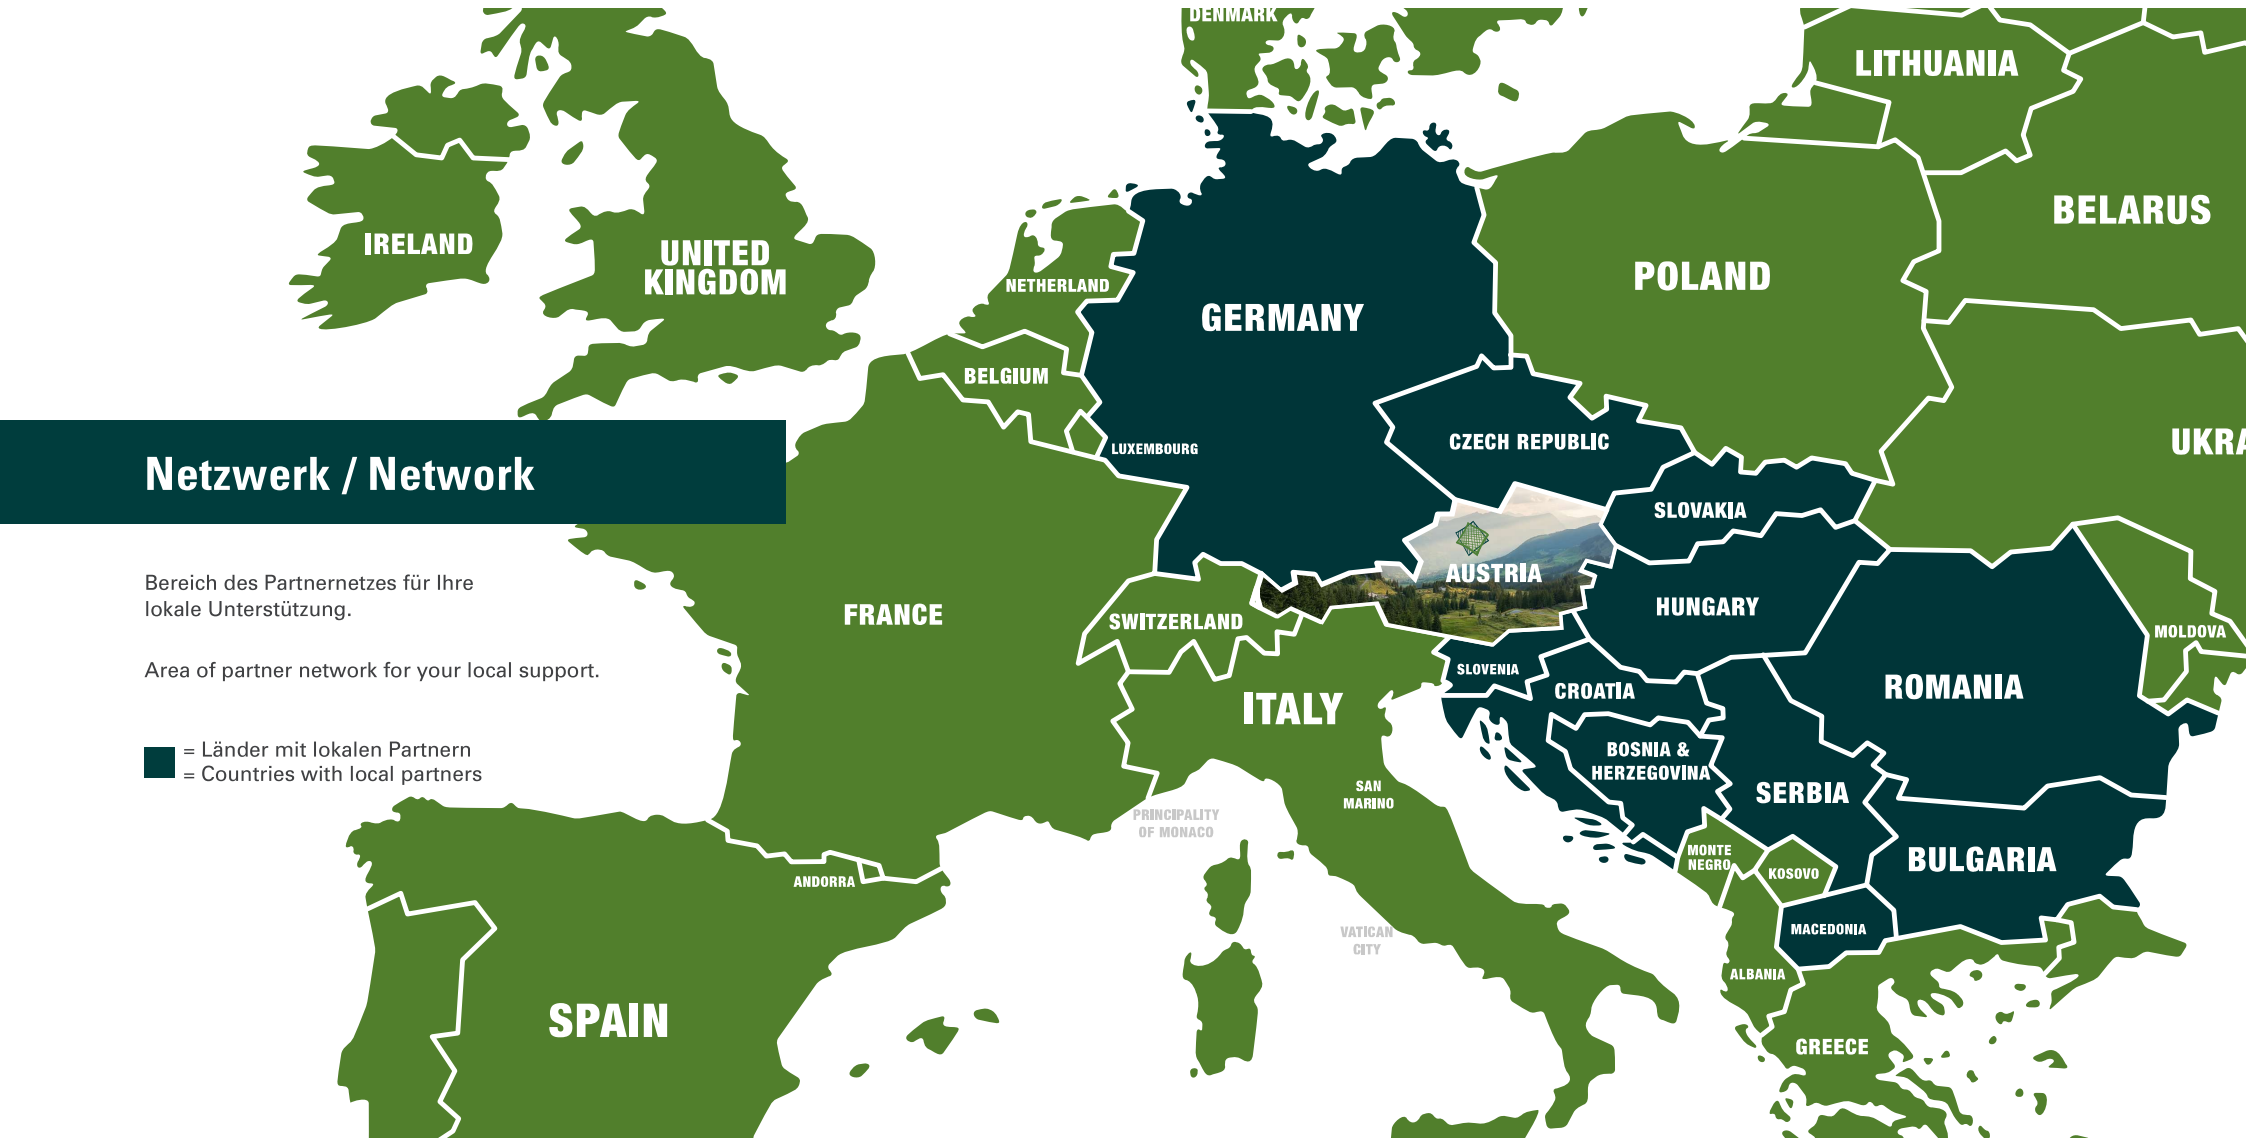 DENMARK
LITHUANIA
BELARUS
IRELAND
UNITED
KINGDOM
NETHERLAND
POLAND
GERMANY
BELGIUM
LUXEMBOURG
CZECH REPUBLIC
UKRA
Netzwerk / Network
SLOVAKIA
AUSTRIA
Bereich des Partnernetzes für Ihre
lokale Unterstützung.
FRANCE
SWITZERLAND
HUNGARY
MOLDOVA
Area of partner network for your local support.
SLOVENIA
CROATIA
ROMANIA
ITALY
= Länder mit lokalen Partnern
= Countries with local partners
BOSNIA &
HERZEGOVINA
SERBIA
SAN
MARINO
PRINCIPALITY
OF MONACO
MONTE
NEGRO
KOSOVO
BULGARIA
ANDORRA
MACEDONIA
VATICAN
CITY
ALBANIA
SPAIN
GREECE